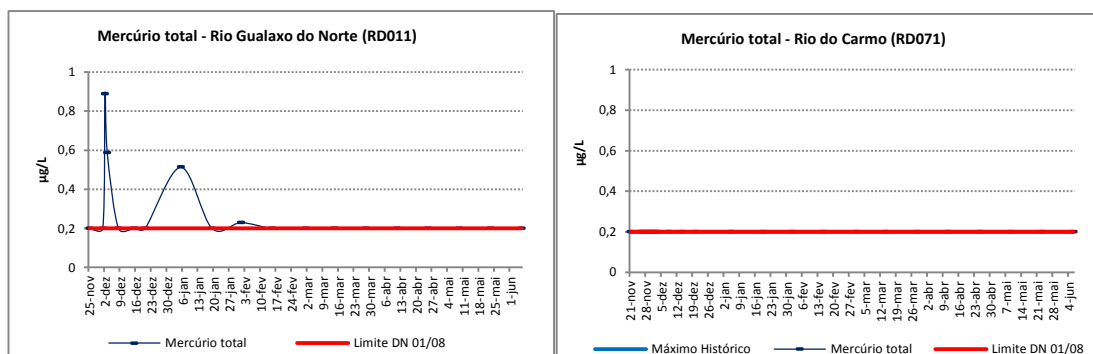 Mercúrio total - Rio Gualaxo do Norte (RD011)
1
0,8
0,6
0,4
0,2
0
µg/L
25-nov
2-dez
9-dez
16-dez
23-dez
30-dez
6-jan
13-jan
20-jan
27-jan
3-fev
10-fev
17-fev
24-fev
2-mar
9-mar
16-mar
23-mar
30-mar
6-abr
13-abr
20-abr
27-abr
4-mai
11-mai
18-mai
25-mai
1-jun
Mercúrio total
Limite DN 01/08
Mercúrio total - Rio do Carmo (RD071)
1
0,8
0,6
0,4
0,2
0
µg/L
21-nov
28-nov
5-dez
12-dez
19-dez
26-dez
2-jan
9-jan
16-jan
23-jan
30-jan
6-fev
13-fev
20-fev
27-fev
5-mar
12-mar
19-mar
26-mar
2-abr
9-abr
16-abr
23-abr
30-abr
7-mai
14-mai
21-mai
28-mai
4-jun
Máximo Histórico
Mercúrio total
Limite DN 01/08